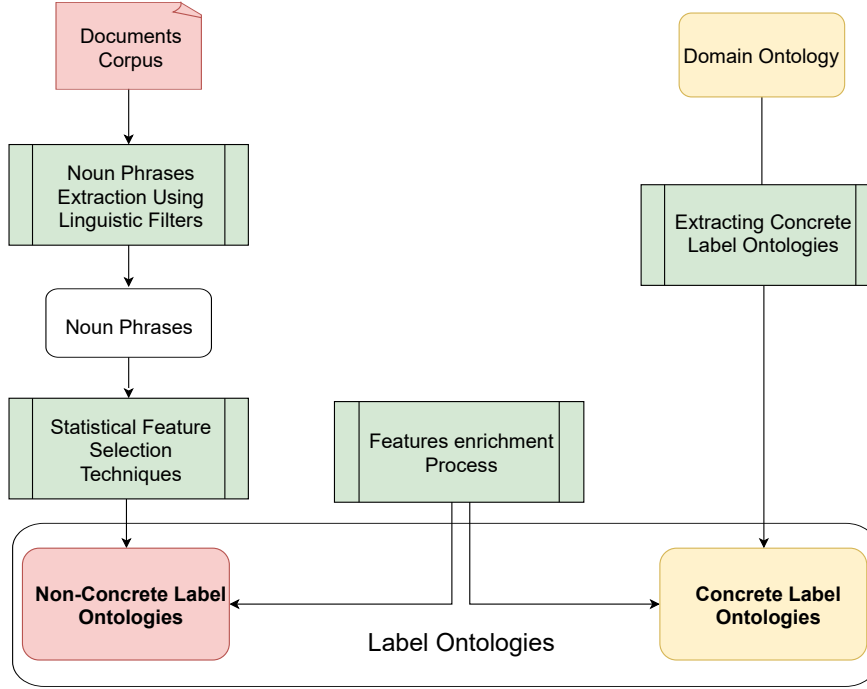 Documents
Corpus
Domain Ontology
Noun Phrases
Extraction Using
Linguistic Filters
Extracting Concrete
Label Ontologies
Noun Phrases
Statistical Feature
Selection
Techniques
Features enrichment
Process
Non-Concrete Label
Ontologies
Concrete Label
Ontologies
Label Ontologies